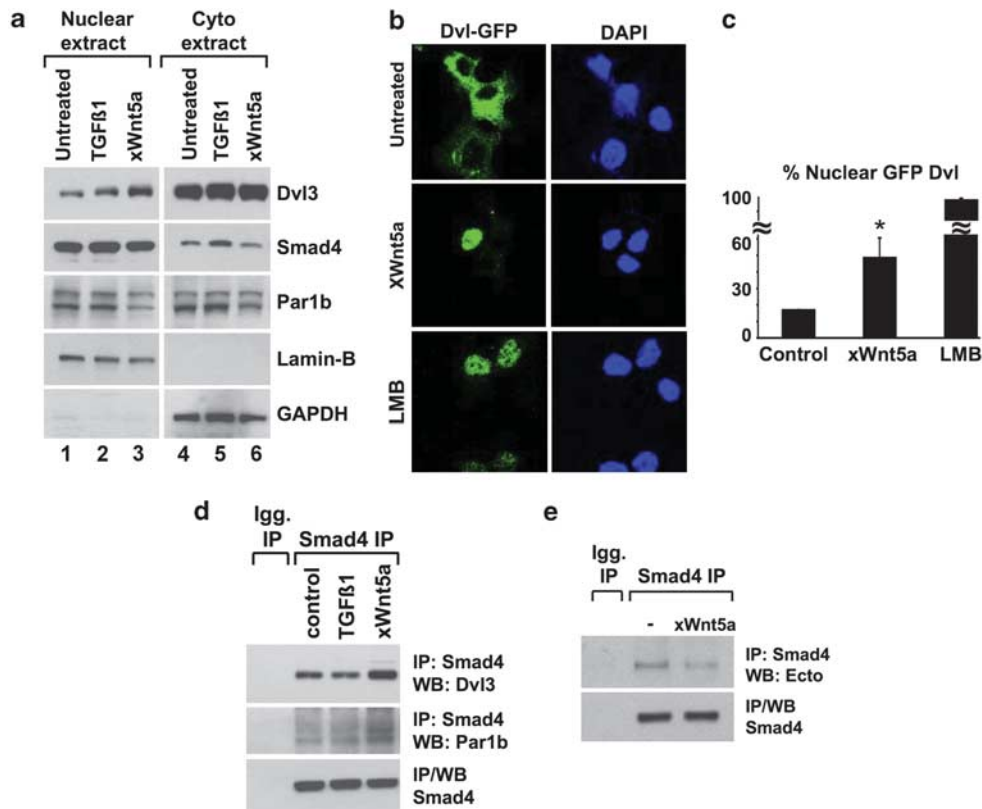 a
Nuclear extract
Cyto extract
Untreated
TGFß1
xWnt5a
Untreated
TGFß1
xWnt5a
Dvl3
Smad4
Par1b
Lamin-B
GAPDH
1 2 3 4 5 6
b
Dvl-GFP DAPI
Untreated
xWnt5a
LMB
c
% Nuclear GFP Dvl
100
60
30
0
*
Control xWnt5a LMB
d
Igg. IP
Smad4 IP
control
TGFß1
xWnt5a
IP: Smad4
WB: Dvl3
IP: Smad4
WB: Par1b
IP/WB
Smad4
e
Igg. IP
Smad4 IP
- xWnt5a
IP: Smad4
WB: Ecto
IP/WB
Smad4